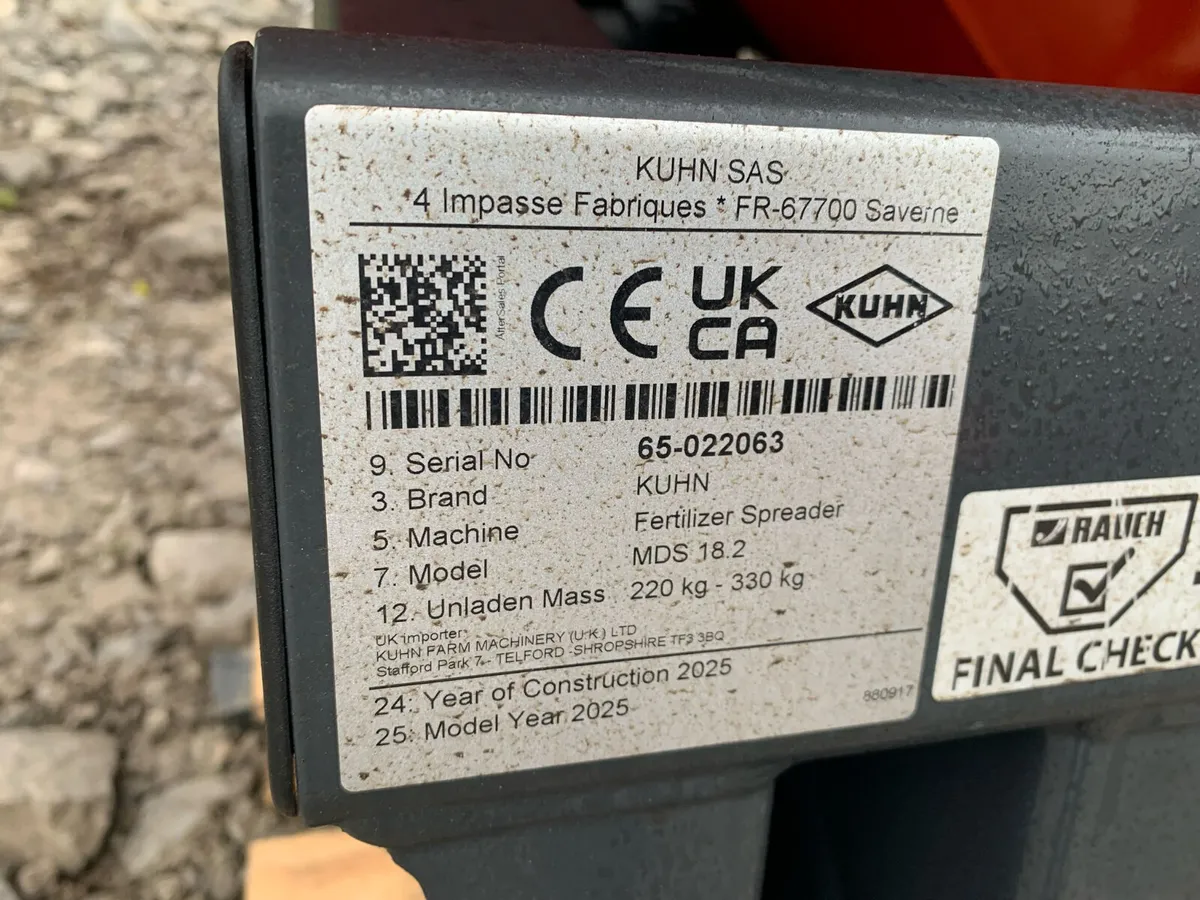 KUHN SAS
4 Impasse Fabriques * FR-67700 Saverne
AfterSales Portal
CE
UK
CA
KUHN
9. Serial No 65-022063
3. Brand KUHN
5. Machine Fertilizer Spreader
7. Model MDS 18.2
12. Unladen Mass 220 kg - 330 kg
UK importer:
KUHN FARM MACHINERY (U.K.) LTD
Stafford Park 7 - TELFORD -SHROPSHIRE TF3 3BQ
24. Year of Construction 2025
25. Model Year 2025
880917
RAUCH
FINAL CHECK